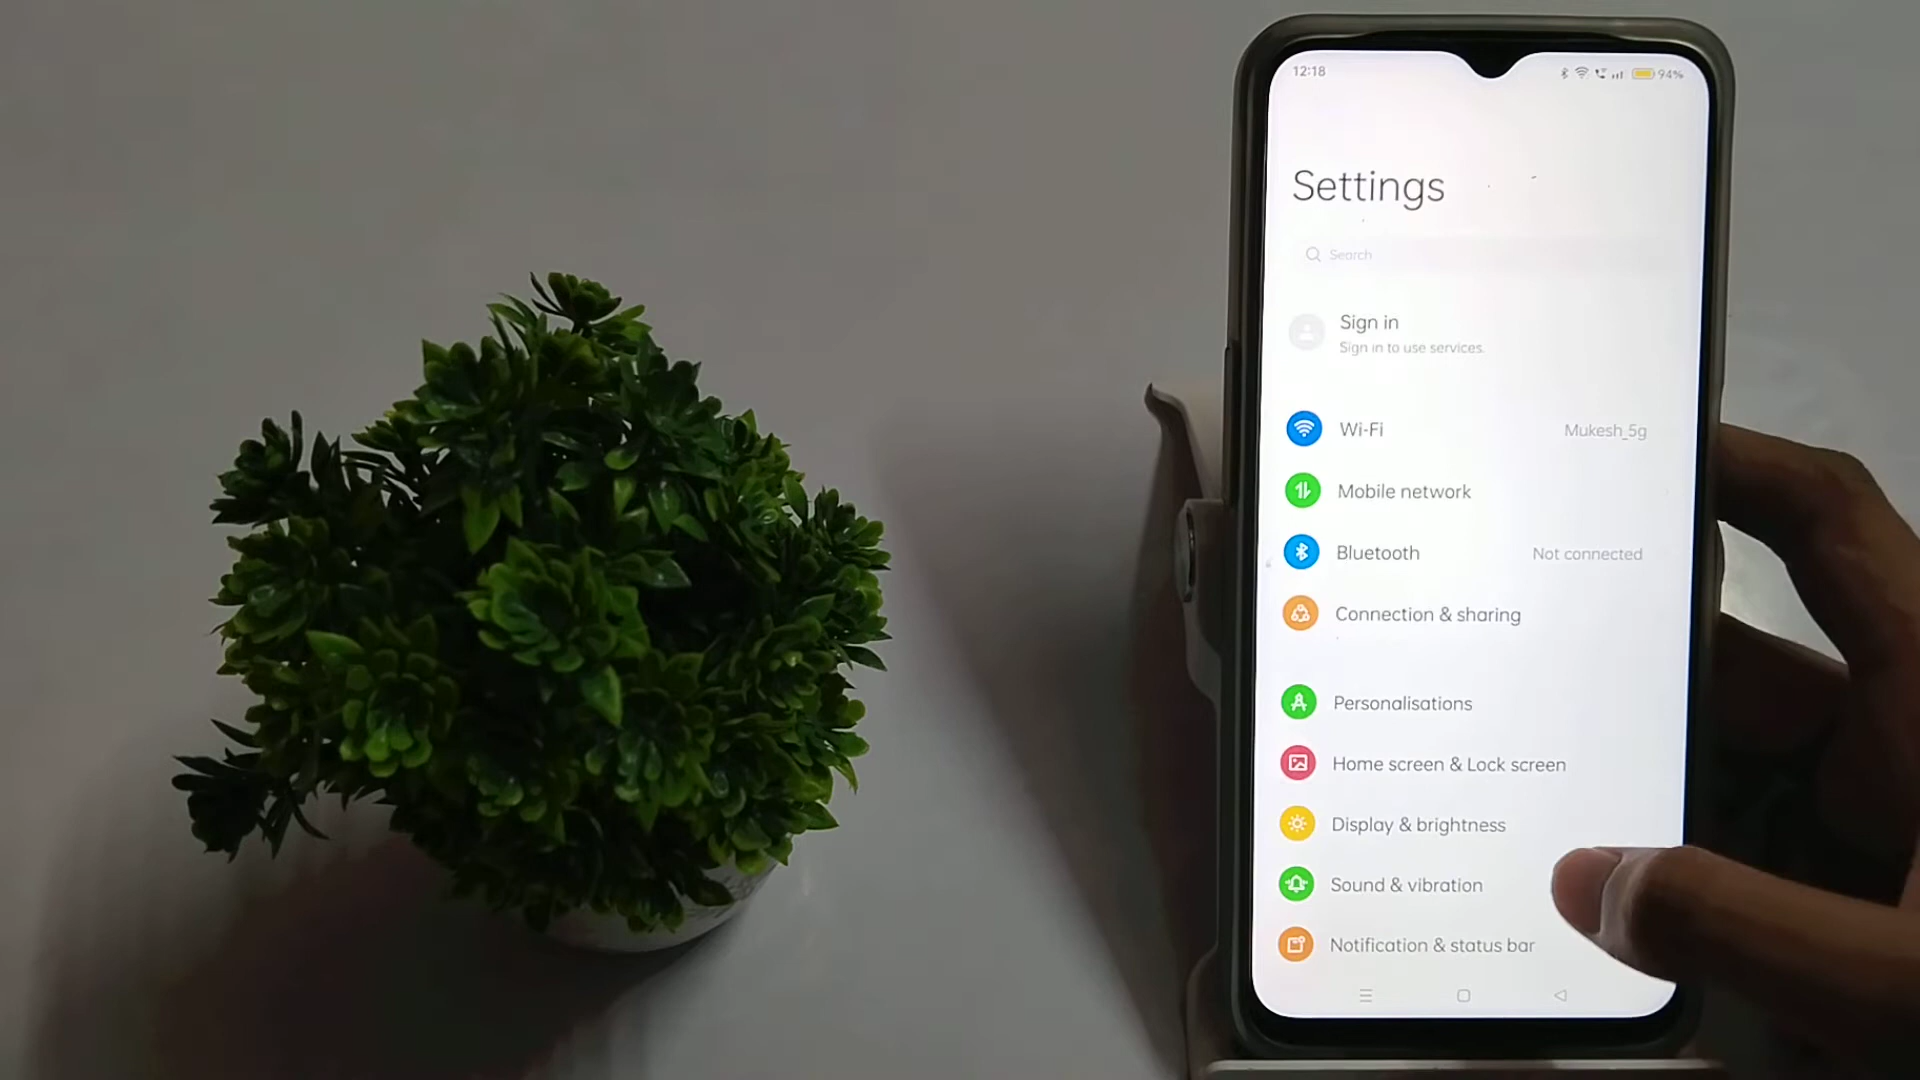 12:18
94%
Settings
Search
Sign in
Sign in to use services.
Wi-Fi Mukesh_5g
Mobile network
Bluetooth Not connected
Connection & sharing
Personalisations
Home screen & Lock screen
Display & brightness
Sound & vibration
Notification & status bar